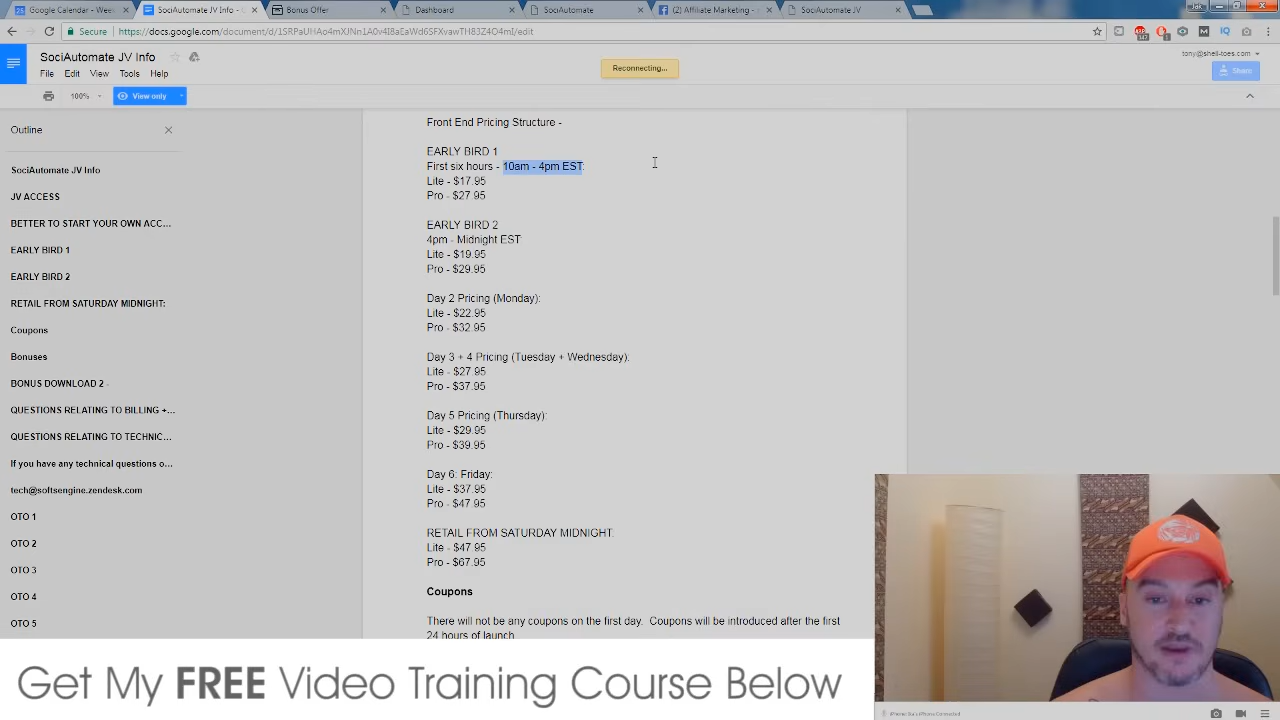 Google Calendar - Week
SociAutomate JV Info - G
Bonus Offer
Dashboard
SociAutomate
(2) Affiliate Marketing -
SociAutomate JV
Jak
Secure
SociAutomate JV Info
tony@shell-toes.com
File Edit View Tools Help
Reconnecting...
Share
100%
View only
Outline
SociAutomate JV Info
JV ACCESS
BETTER TO START YOUR OWN ACC...
EARLY BIRD 1
EARLY BIRD 2
RETAIL FROM SATURDAY MIDNIGHT:
Coupons
Bonuses
BONUS DOWNLOAD 2 -
QUESTIONS RELATING TO BILLING +...
QUESTIONS RELATING TO TECHNIC...
If you have any technical questions o...
tech@softsengine.zendesk.com
OTO 1
OTO 2
OTO 3
OTO 4
OTO 5
Front End Pricing Structure -
EARLY BIRD 1
First six hours - 10am - 4pm EST:
Lite - $17.95
Pro - $27.95
EARLY BIRD 2
4pm - Midnight EST:
Lite - $19.95
Pro - $29.95
Day 2 Pricing (Monday):
Lite - $22.95
Pro - $32.95
Day 3 + 4 Pricing (Tuesday + Wednesday):
Lite - $27.95
Pro - $37.95
Day 5 Pricing (Thursday):
Lite - $29.95
Pro - $39.95
Day 6: Friday:
Lite - $37.95
Pro - $47.95
RETAIL FROM SATURDAY MIDNIGHT:
Lite - $47.95
Pro - $67.95
Coupons
There will not be any coupons on the first day. Coupons will be introduced after the first
24 hours of launch.
Get My FREE Video Training Course Below